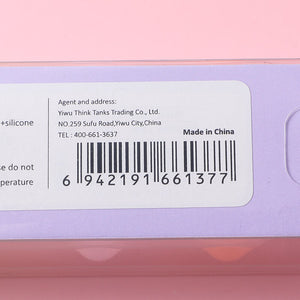 Agent and address:
Yiwu Think Tanks Trading Co., Ltd.
+silicone
NO.259 Sufu Road,Yiwu City,China
TEL : 400-661-3637
Made in China
se do not
perature
6 942191 661377